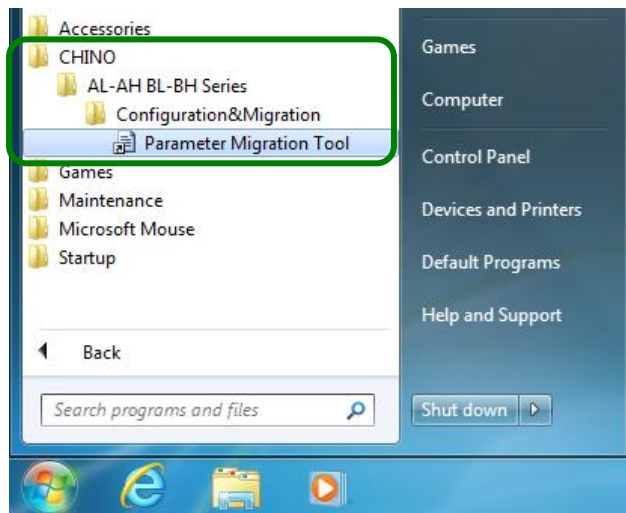 Accessories
CHINO
AL-AH BL-BH Series
Configuration&Migration
Parameter Migration Tool
Games
Maintenance
Microsoft Mouse
Startup
Back
Search programs and files
Games
Computer
Control Panel
Devices and Printers
Default Programs
Help and Support
Shut down